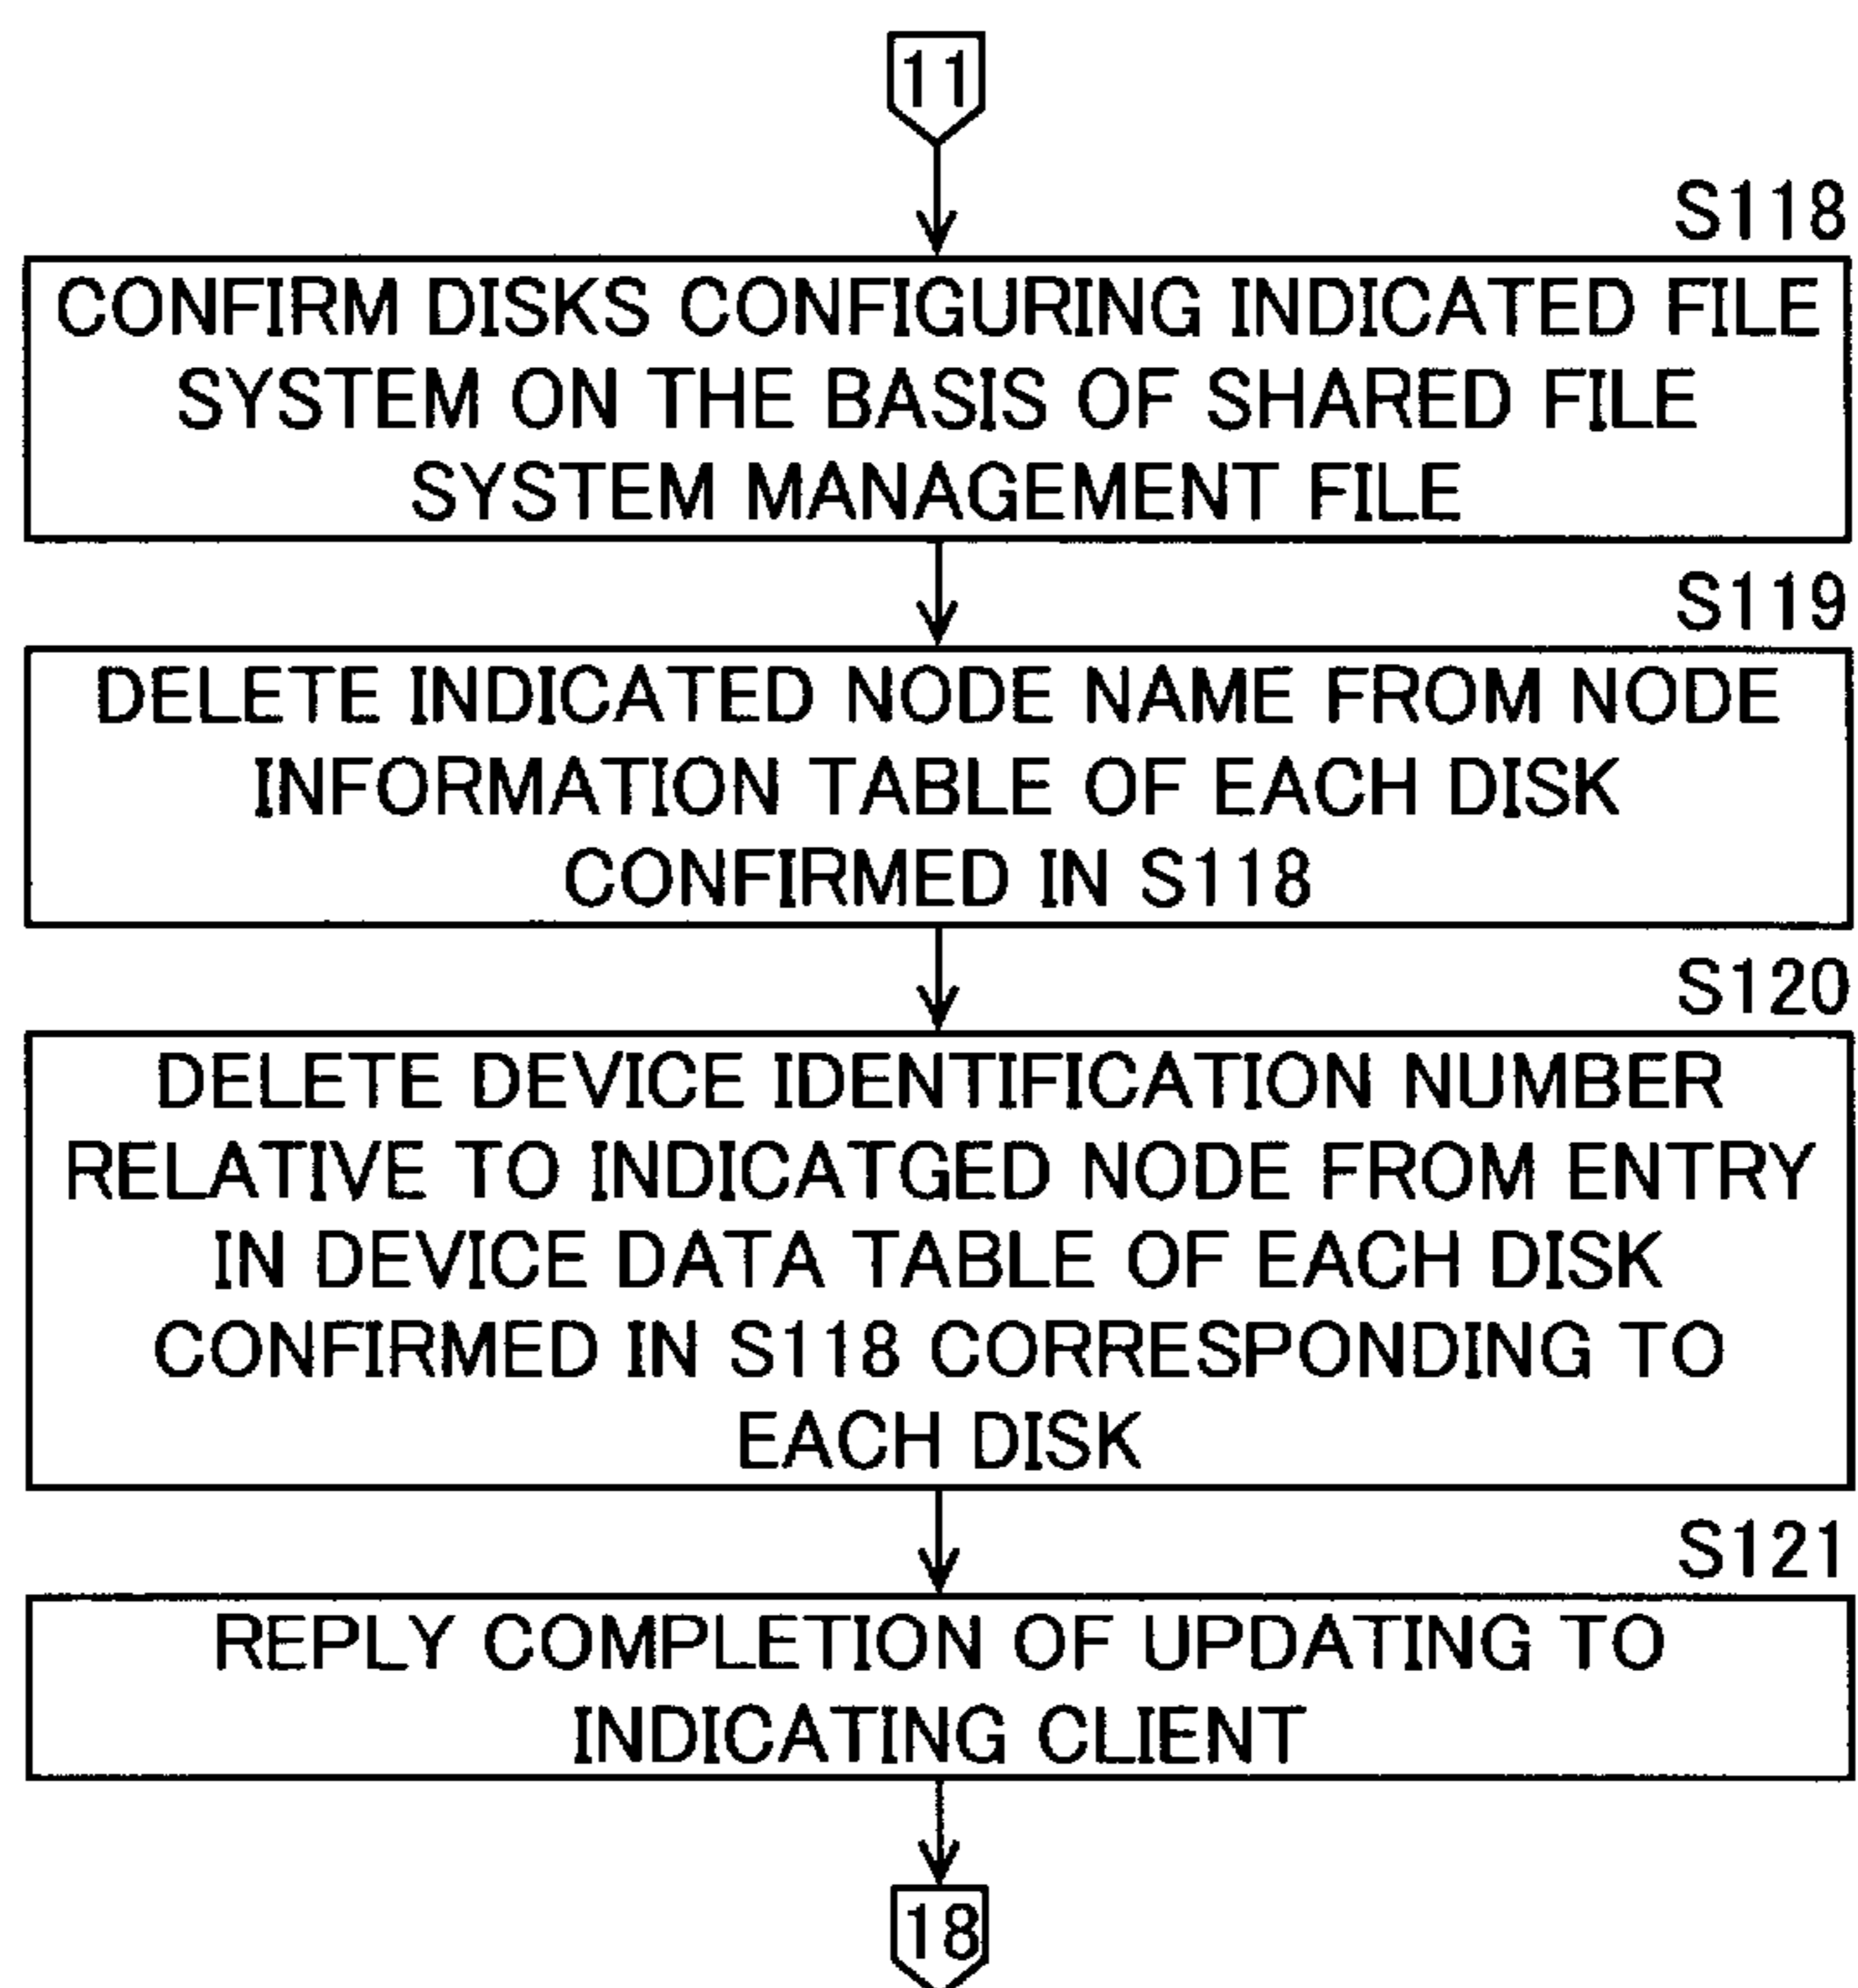 11
S118
CONFIRM DISKS CONFIGURING INDICATED FILE
SYSTEM ON THE BASIS OF SHARED FILE
SYSTEM MANAGEMENT FILE
S119
DELETE INDICATED NODE NAME FROM NODE
INFORMATION TABLE OF EACH DISK
CONFIRMED IN S118
S120
DELETE DEVICE IDENTIFICATION NUMBER
RELATIVE TO INDICATGED NODE FROM ENTRY
IN DEVICE DATA TABLE OF EACH DISK
CONFIRMED IN S118 CORRESPONDING TO
EACH DISK
S121
REPLY COMPLETION OF UPDATING TO
INDICATING CLIENT
18